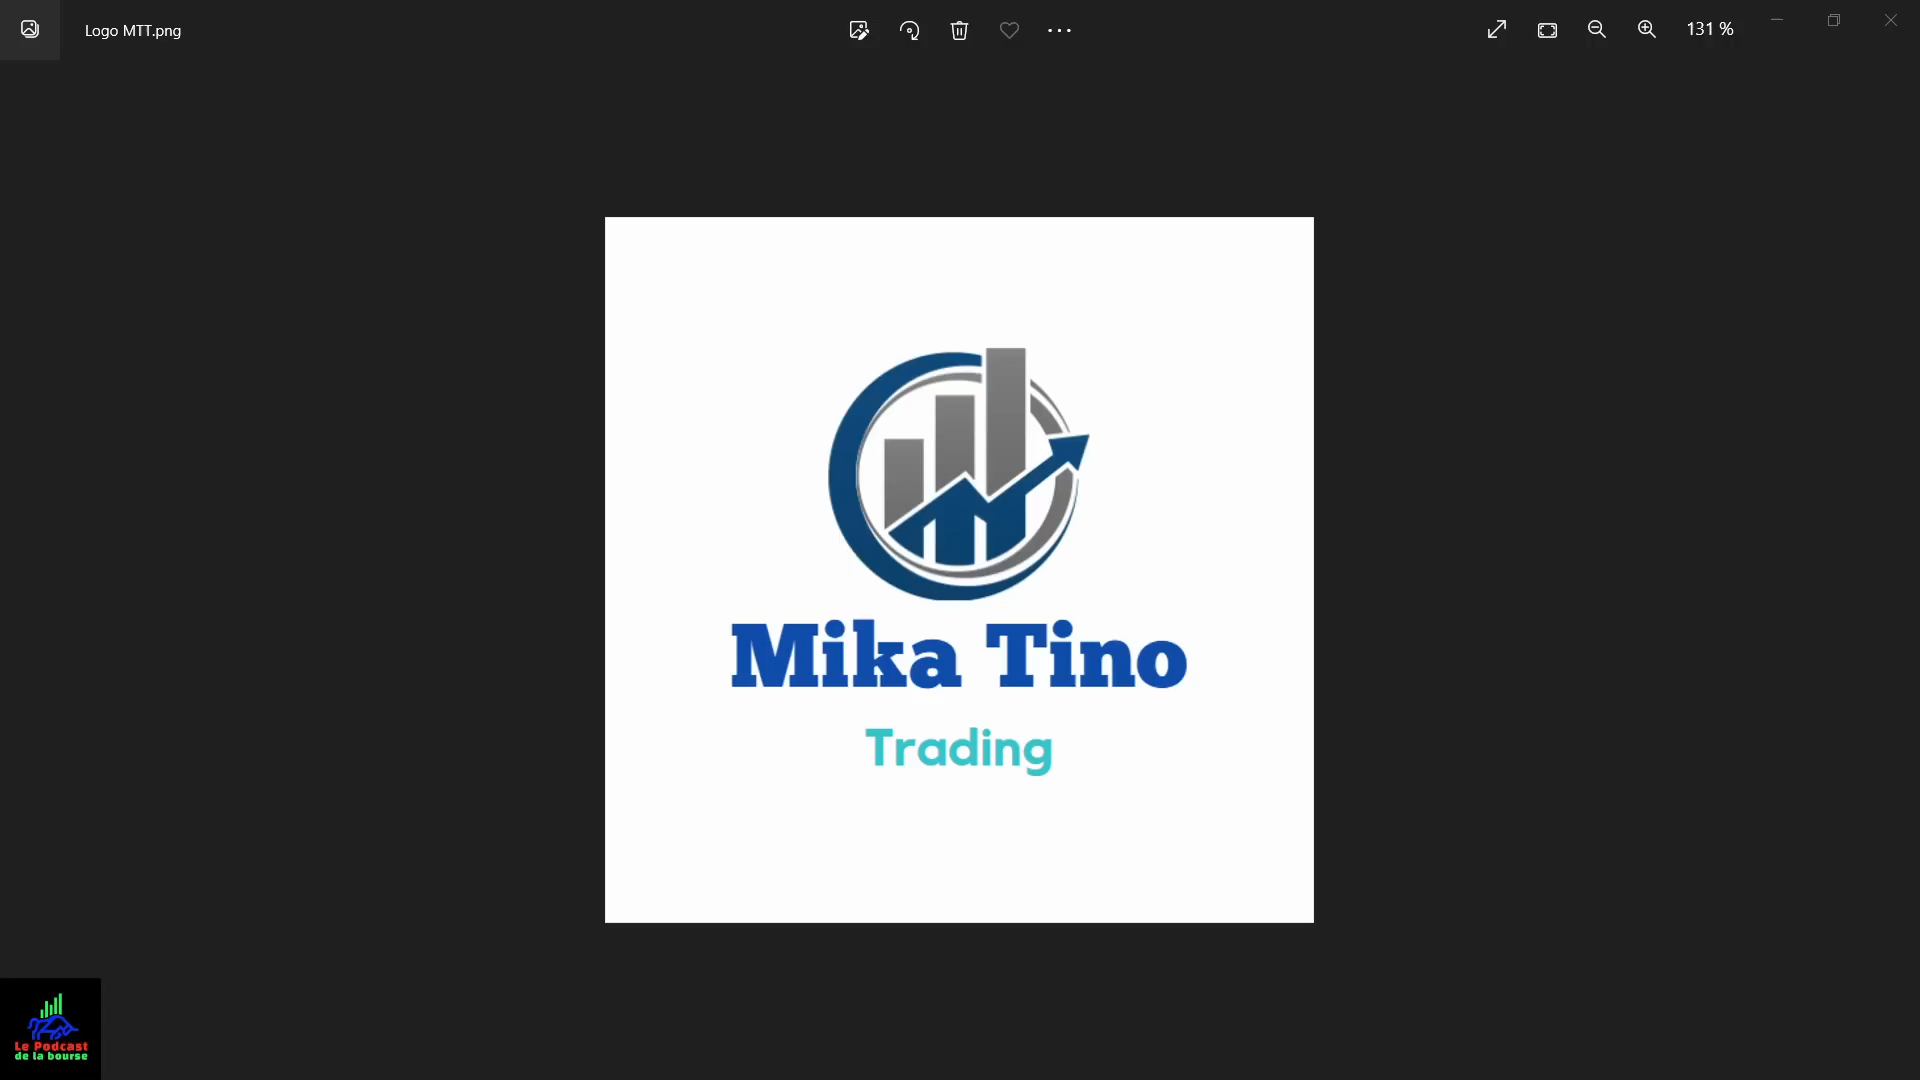 Logo MTT.png
131 %
Mika Tino
Trading
Le Podcast
de la bourse